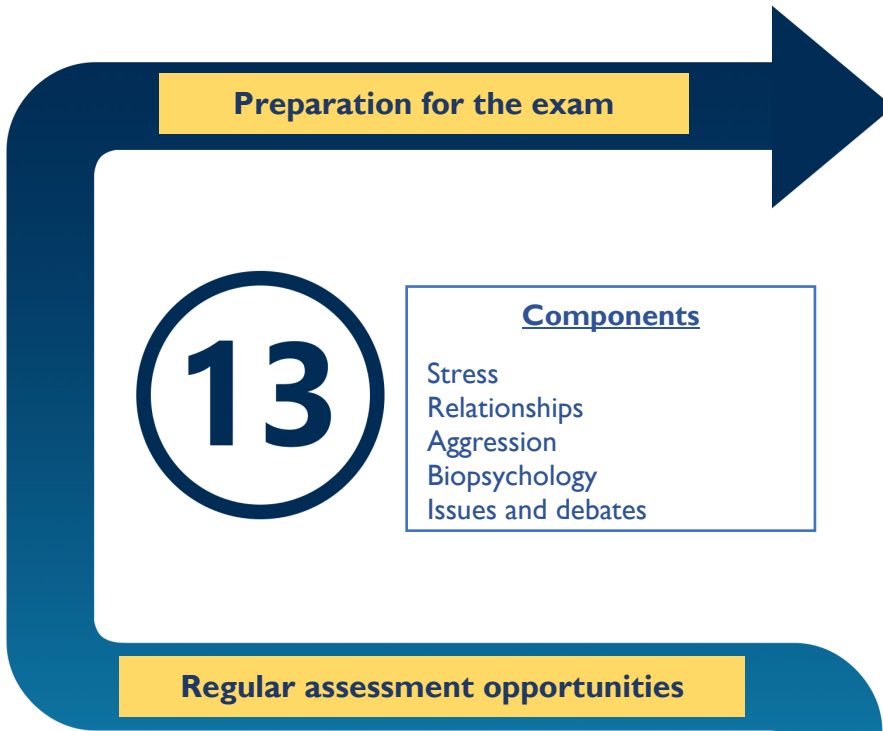 Preparation for the exam
13
Components
Stress
Relationships
Aggression
Biopsychology
Issues and debates
Regular assessment opportunities